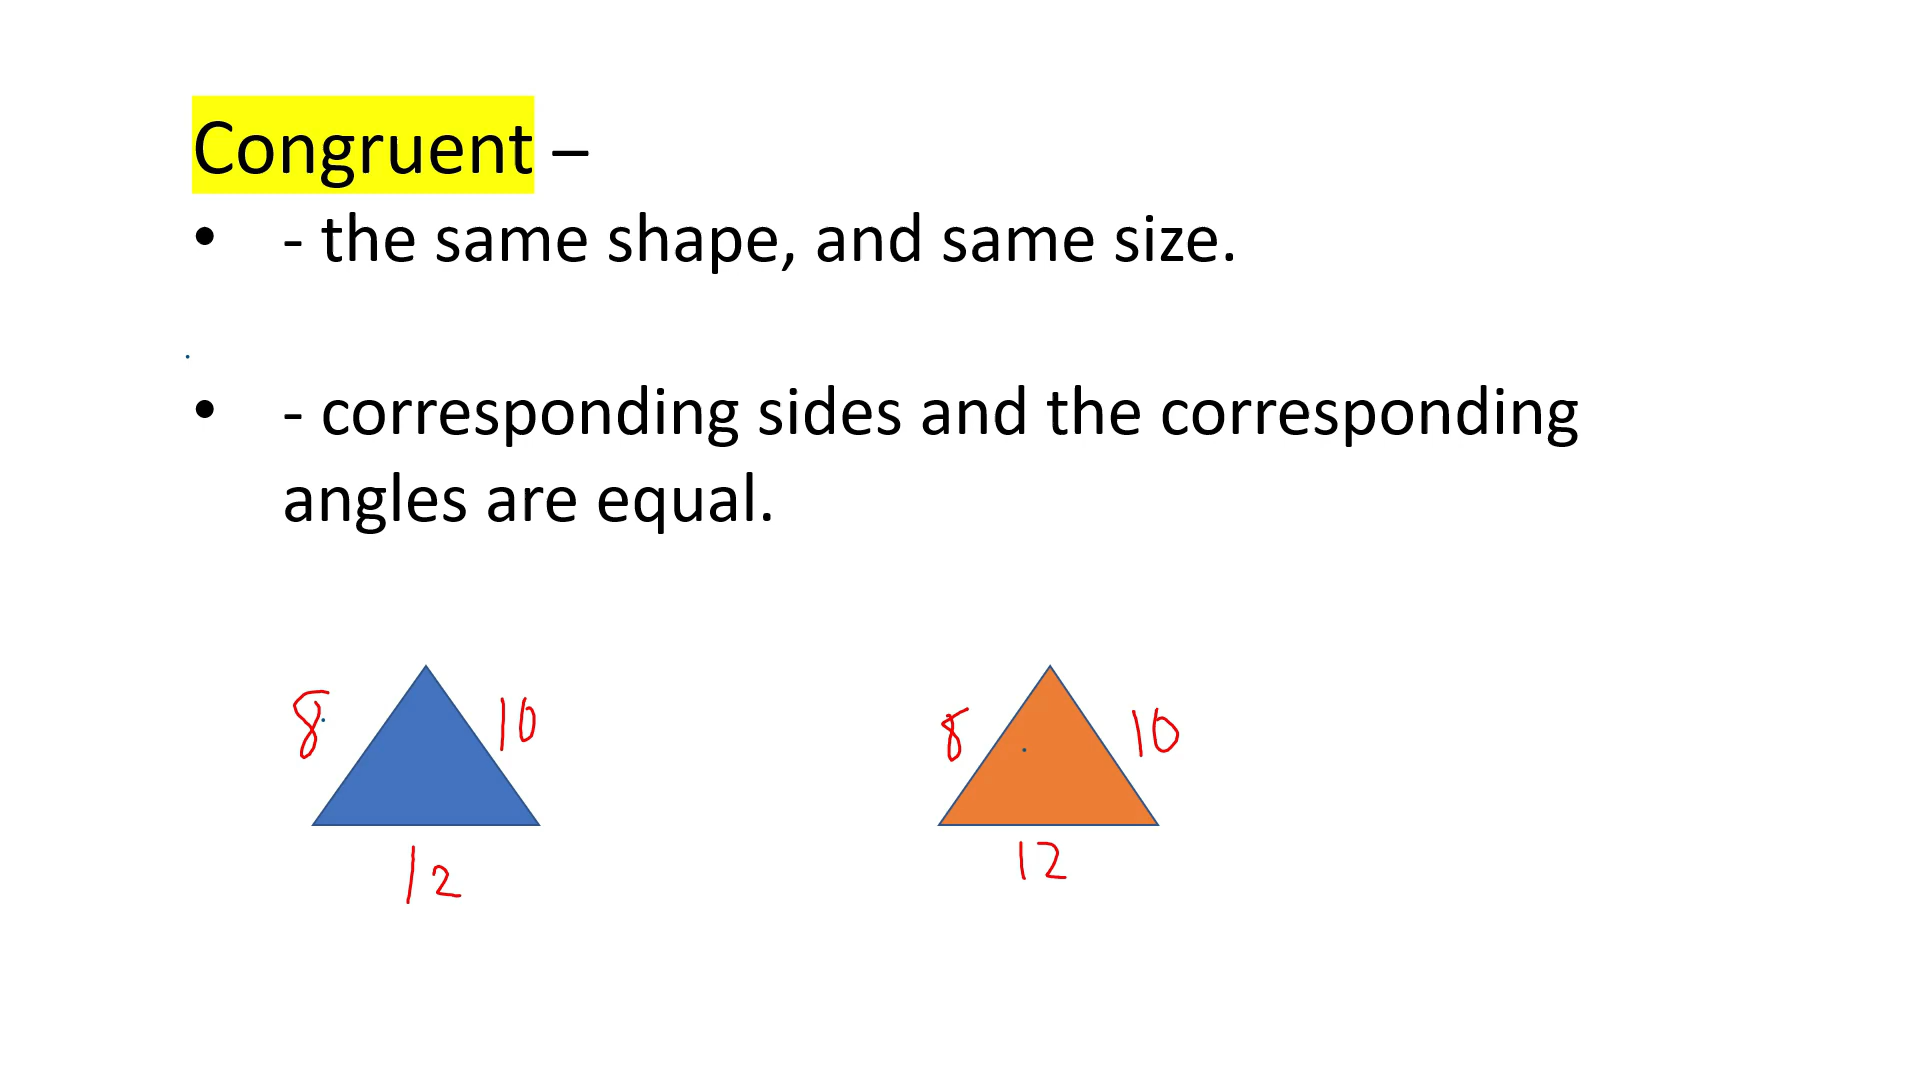 Congruent –
• - the same shape, and same size.
• - corresponding sides and the corresponding
angles are equal.
8 10 8 10
12 12